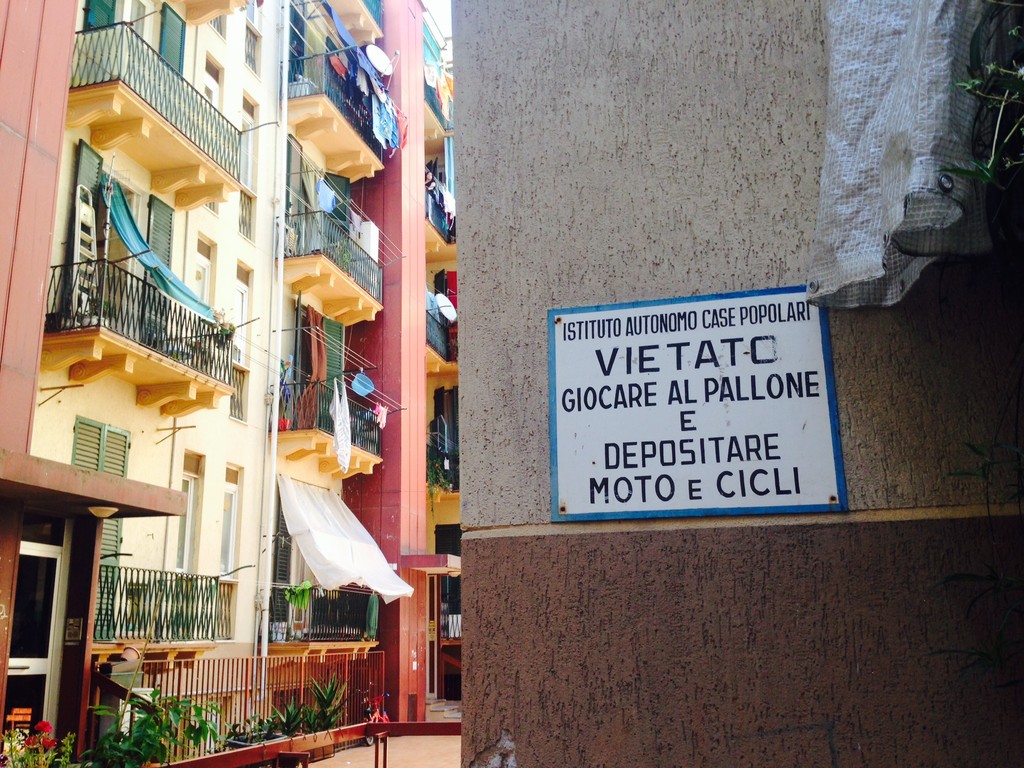 ISTITUTO AUTONOMO CASE POPOLARI
VIETATO
GIOCARE AL PALLONE
E
DEPOSITARE
MOTO E CICLI